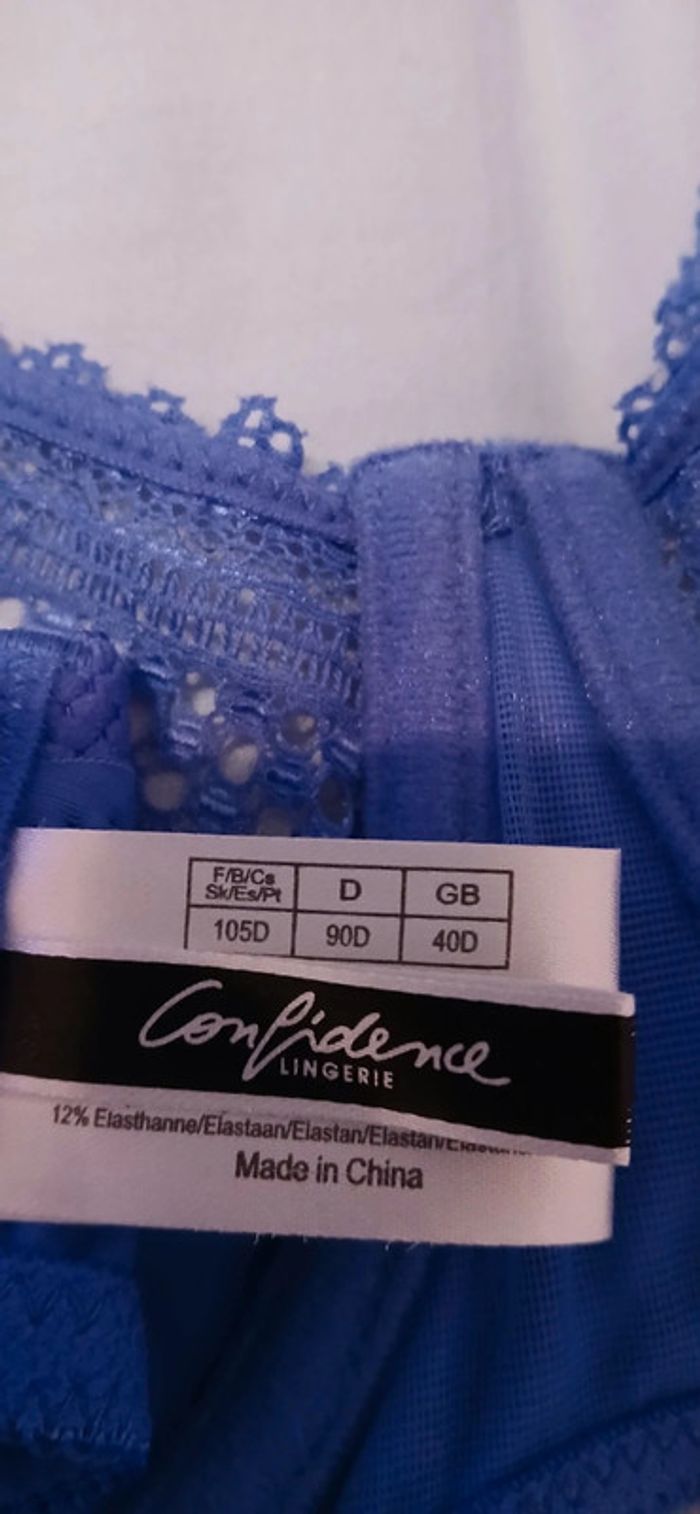 F/B/Cs D GB
Sk/Es/Pt
105D 90D 40D
Confidence
LINGERIE
12% Elasthanne/Elastaan/Elastan/Elastan/
Made in China